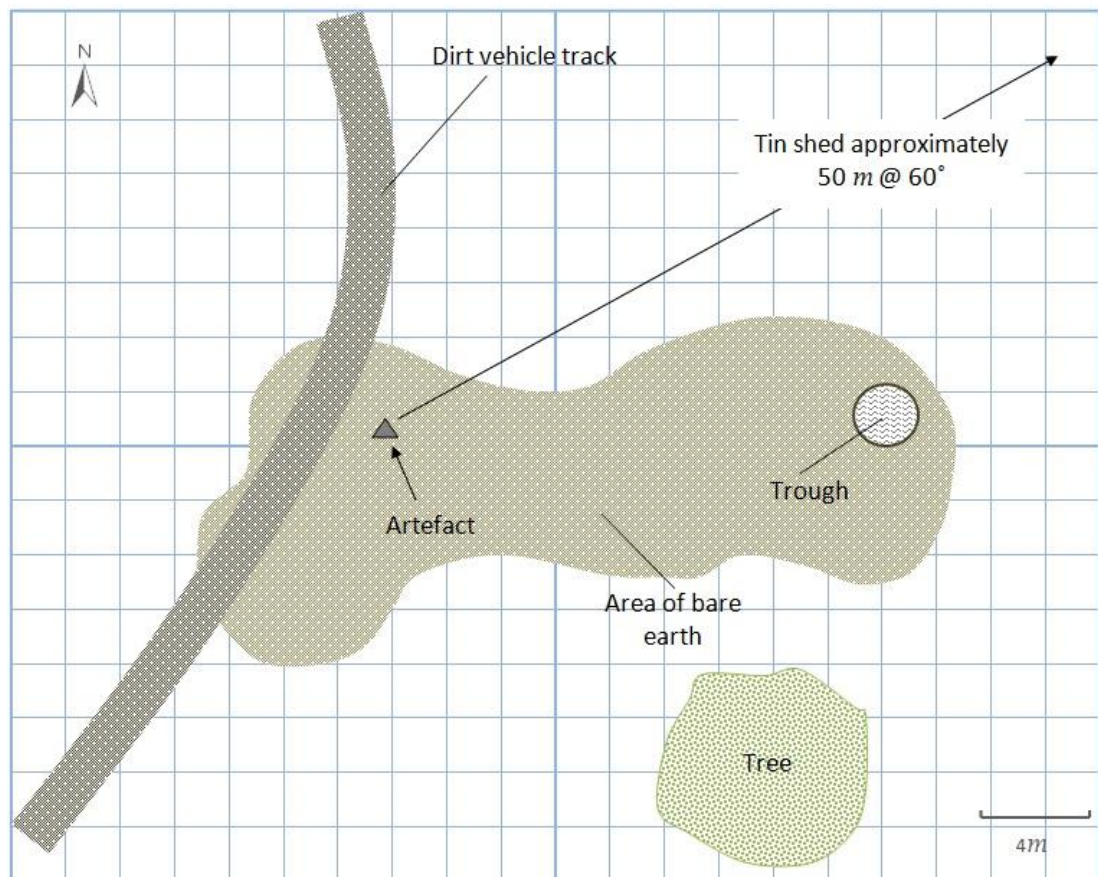 N
Dirt vehicle track
Tin shed approximately
50 m @ 60˚
Artefact
Trough
Area of bare
earth
Tree
4m